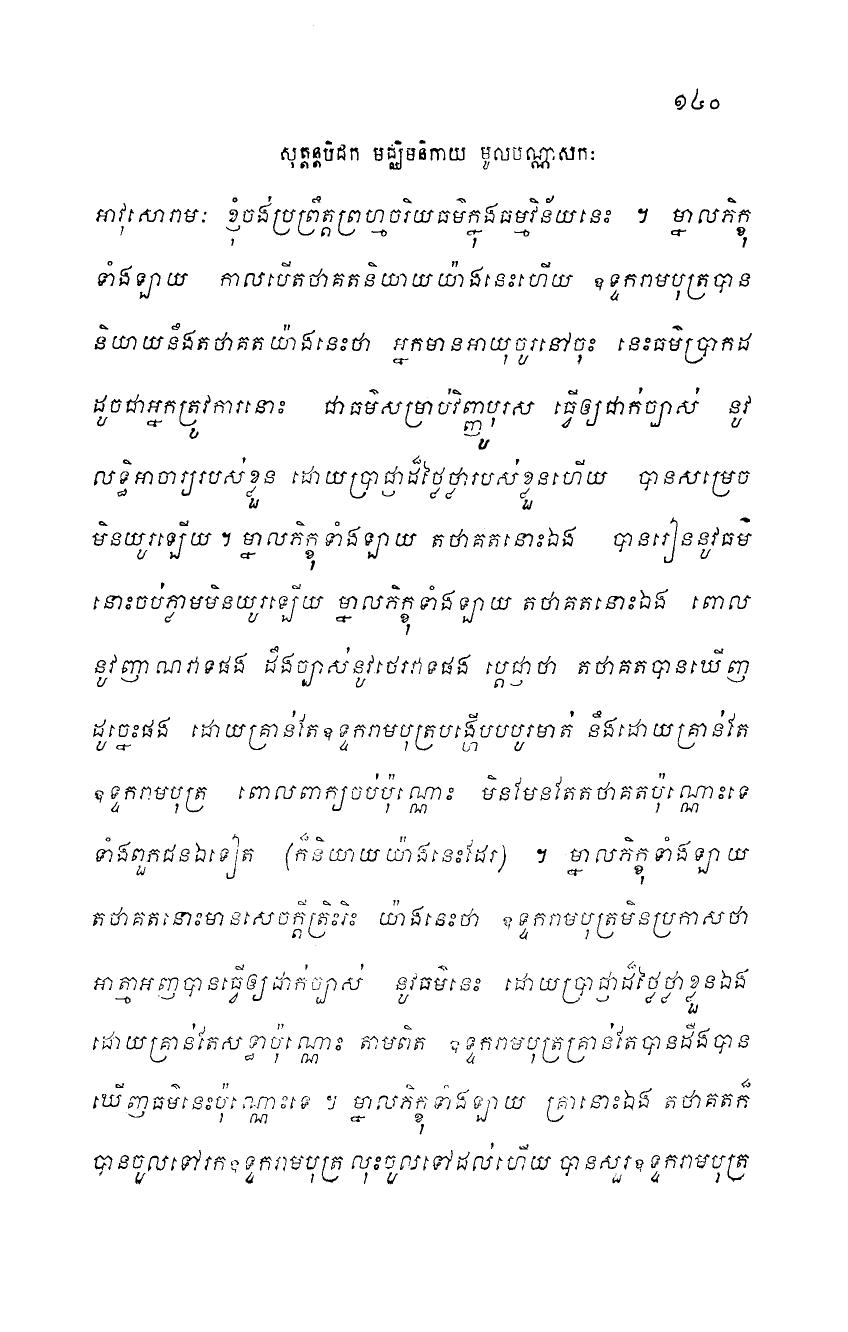 ១៤០
សុត្តន្តបិដក មជ្ឈិមនិកាយ មូលបណ្ណាសកៈ
អាវុសោរាមៈ ខ្ញុំចង់ប្រព្រឹត្តព្រហ្មចរិយធម៌ក្នុងធម្មវិន័យនេះ ។ ម្នាលភិក្ខុ
ទាំងឡាយ កាលបើតថាគតនិយាយយ៉ាងនេះហើយ ឧទ្ទករាមបុត្របាន
និយាយនឹងតថាគតយ៉ាងនេះថា អ្នកមានអាយុចូរនៅចុះ នេះធម៌ប្រាកដ
ដូចជាអ្នកត្រូវការនោះ ជាធម៌សម្រាប់វិញ្ញូបុរស ធ្វើឲ្យជាក់ច្បាស់ នូវ
លទ្ធិអាចារ្យរបស់ខ្លួន ដោយប្រាជ្ញាដ៏ថ្លៃថ្លារបស់ខ្លួនហើយ បានសម្រេច
មិនយូរឡើយ ។ ម្នាលភិក្ខុទាំងឡាយ តថាគតនោះឯង បានរៀននូវធម៌
នោះចប់ភ្លាមមិនយូរឡើយ ម្នាលភិក្ខុទាំងឡាយ តថាគតនោះឯង ពោល
នូវញាណវាទផង ដឹងច្បាស់នូវថេរវាទផង ប្តេជ្ញាថា តថាគតបានឃើញ
ដូច្នេះផង ដោយគ្រាន់តែឧទ្ទករាមបុត្របង្ហើបបបូរមាត់ នឹងដោយគ្រាន់តែ
ឧទ្ទករាមបុត្រ ពោលពាក្យចប់ប៉ុណ្ណោះ មិនមែនតែតថាគតប៉ុណ្ណោះទេ
ទាំងពួកជនឯទៀត (ក៏និយាយយ៉ាងនេះដែរ) ។ ម្នាលភិក្ខុទាំងឡាយ
តថាគតនោះមានសេចក្តីត្រិះរិះ យ៉ាងនេះថា ឧទ្ទករាមបុត្រមិនប្រកាសថា
អាត្មាអញបានធ្វើឲ្យជាក់ច្បាស់ នូវធម៌នេះ ដោយប្រាជ្ញាដ៏ថ្លៃថ្លាខ្លួនឯង
ដោយគ្រាន់តែសទ្ធាប៉ុណ្ណោះ តាមពិត ឧទ្ទករាមបុត្រគ្រាន់តែបានដឹងបាន
ឃើញធម៌នេះប៉ុណ្ណោះទេ ។ ម្នាលភិក្ខុទាំងឡាយ គ្រានោះឯង តថាគតក៏
បានចូលទៅរកឧទ្ទករាមបុត្រ លុះចូលទៅដល់ហើយ បានសួរឧទ្ទករាមបុត្រ